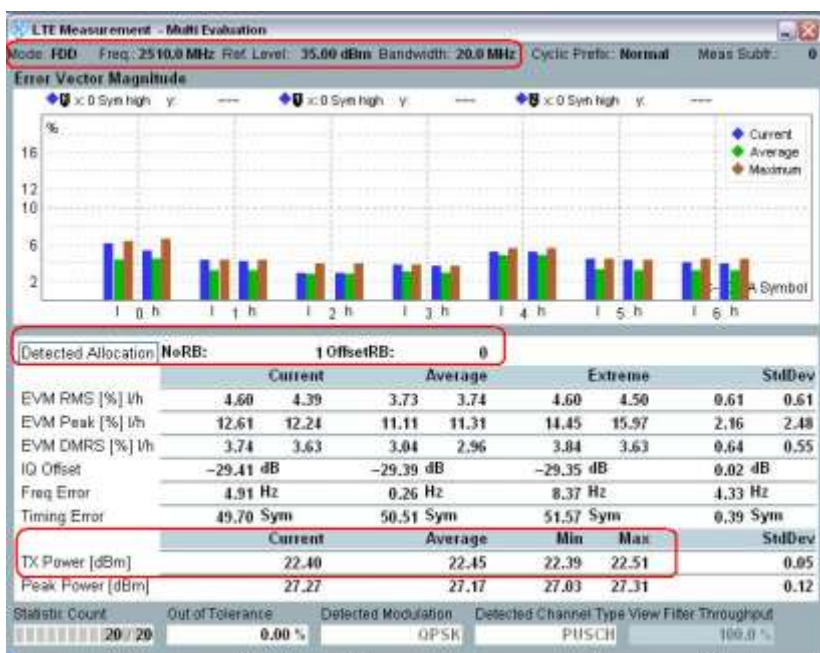 LTE Measurement - Multi Evaluation
Mode: FDD Freq.: 2510.0 MHz Ref. Level: 35.00 dBm Bandwidth: 20.0 MHz Cyclic Prefix: Normal Meas Subfr.: 0
Error Vector Magnitude
x: 0 Sym high y: --- x: 0 Sym high y: --- x: 0 Sym high y: ---
%
Current
16
Average
Maximum
12
10
6
2
A Symbol
l 0 h l 1 h l 2 h l 3 h l 4 h l 5 h l 6 h
Detected Allocation NoRB: 1 OffsetRB: 0
Current Average Extreme StdDev
EVM RMS [%] l/h 4.60 4.39 3.73 3.74 4.60 4.50 0.61 0.61
EVM Peak [%] l/h 12.61 12.24 11.11 11.31 14.45 15.97 2.16 2.48
EVM DMRS [%] l/h 3.74 3.63 3.04 2.96 3.84 3.63 0.64 0.55
IQ Offset -29.41 dB -29.39 dB -29.35 dB 0.02 dB
Freq Error 4.91 Hz 0.26 Hz 8.37 Hz 4.33 Hz
Timing Error 49.70 Sym 50.51 Sym 51.57 Sym 0.39 Sym
Current Average Min Max StdDev
TX Power [dBm] 22.40 22.45 22.39 22.51 0.05
Peak Power [dBm] 27.27 27.17 27.03 27.31 0.12
Statistic Count Out of Tolerance Detected Modulation Detected Channel Type View Filter Throughput
20 / 20 0.00 % QPSK PUSCH 100.0 %